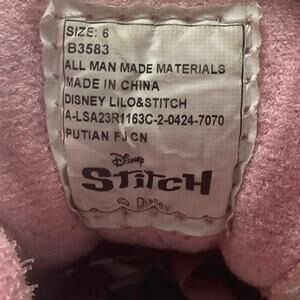 SIZE: 6
B3583
ALL MAN MADE MATERIALS
MADE IN CHINA
DISNEY LILO&STITCH
A-LSA23R1163C-2-0424-7070
PUTIAN FJ,CN
Disney
STITCH
© Disney